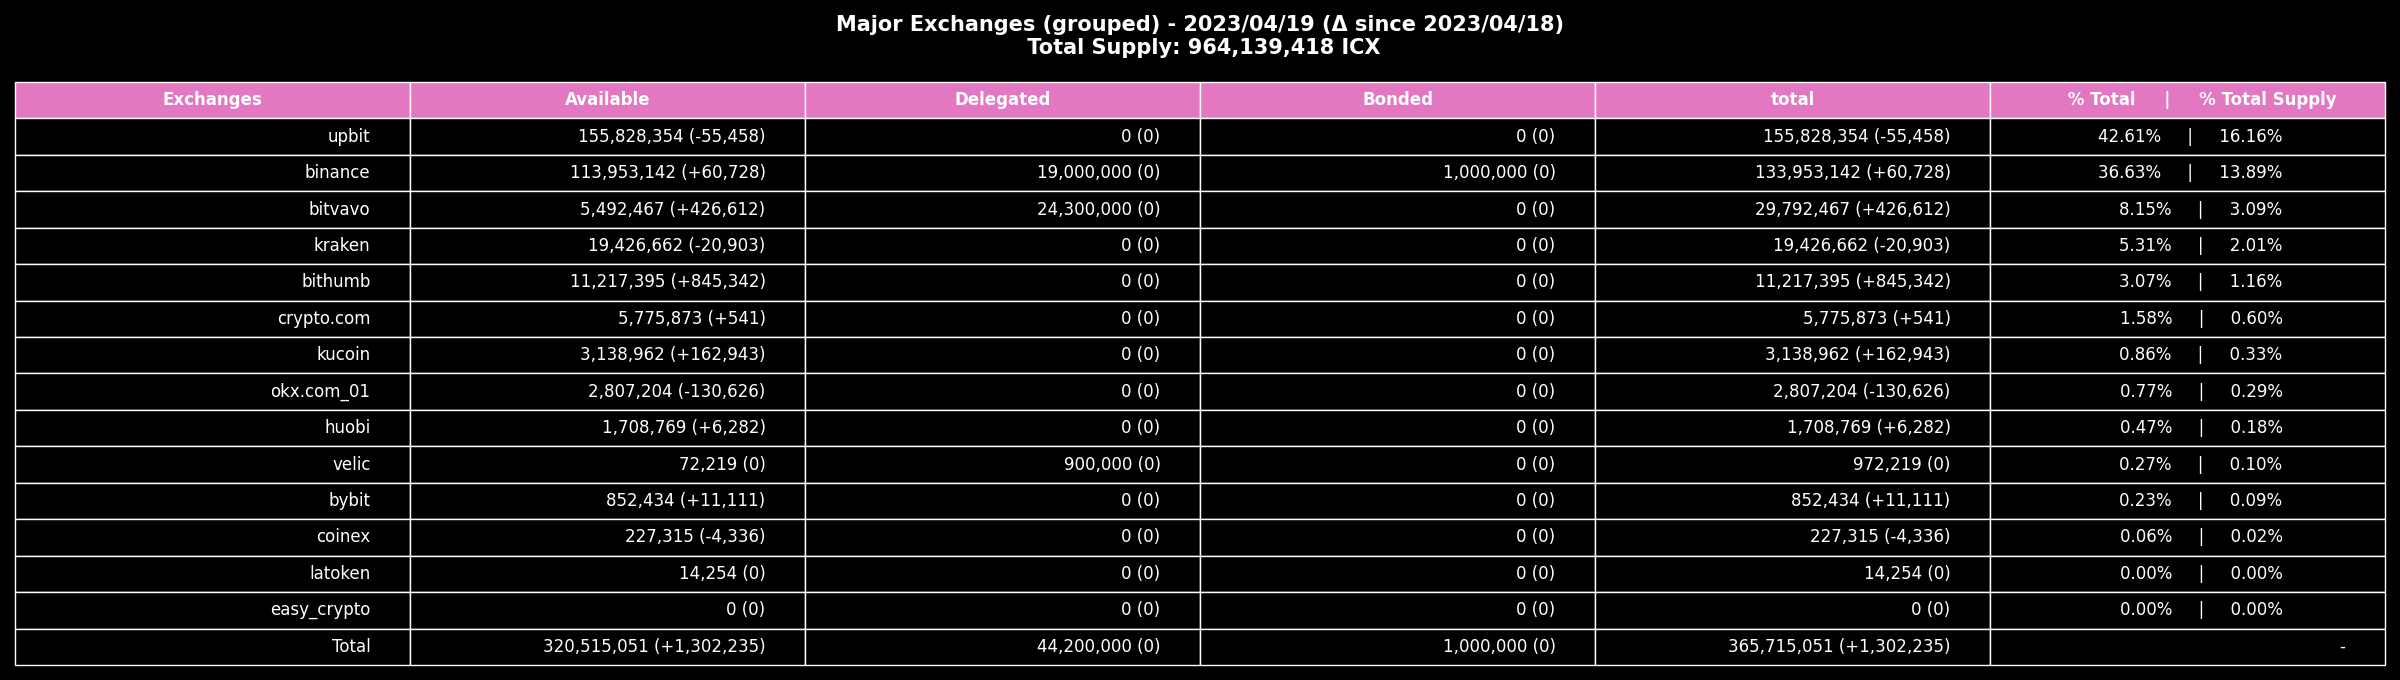 Major Exchanges (grouped) - 2023/04/19 (Δ since 2023/04/18)
Total Supply: 964,139,418 ICX
Exchanges Available Delegated Bonded total % Total | % Total Supply
upbit 155,828,354 (-55,458) 0 (0) 0 (0) 155,828,354 (-55,458) 42.61% | 16.16%
binance 113,953,142 (+60,728) 19,000,000 (0) 1,000,000 (0) 133,953,142 (+60,728) 36.63% | 13.89%
bitvavo 5,492,467 (+426,612) 24,300,000 (0) 0 (0) 29,792,467 (+426,612) 8.15% | 3.09%
kraken 19,426,662 (-20,903) 0 (0) 0 (0) 19,426,662 (-20,903) 5.31% | 2.01%
bithumb 11,217,395 (+845,342) 0 (0) 0 (0) 11,217,395 (+845,342) 3.07% | 1.16%
crypto.com 5,775,873 (+541) 0 (0) 0 (0) 5,775,873 (+541) 1.58% | 0.60%
kucoin 3,138,962 (+162,943) 0 (0) 0 (0) 3,138,962 (+162,943) 0.86% | 0.33%
okx.com_01 2,807,204 (-130,626) 0 (0) 0 (0) 2,807,204 (-130,626) 0.77% | 0.29%
huobi 1,708,769 (+6,282) 0 (0) 0 (0) 1,708,769 (+6,282) 0.47% | 0.18%
velic 72,219 (0) 900,000 (0) 0 (0) 972,219 (0) 0.27% | 0.10%
bybit 852,434 (+11,111) 0 (0) 0 (0) 852,434 (+11,111) 0.23% | 0.09%
coinex 227,315 (-4,336) 0 (0) 0 (0) 227,315 (-4,336) 0.06% | 0.02%
latoken 14,254 (0) 0 (0) 0 (0) 14,254 (0) 0.00% | 0.00%
easy_crypto 0 (0) 0 (0) 0 (0) 0 (0) 0.00% | 0.00%
Total 320,515,051 (+1,302,235) 44,200,000 (0) 1,000,000 (0) 365,715,051 (+1,302,235) -